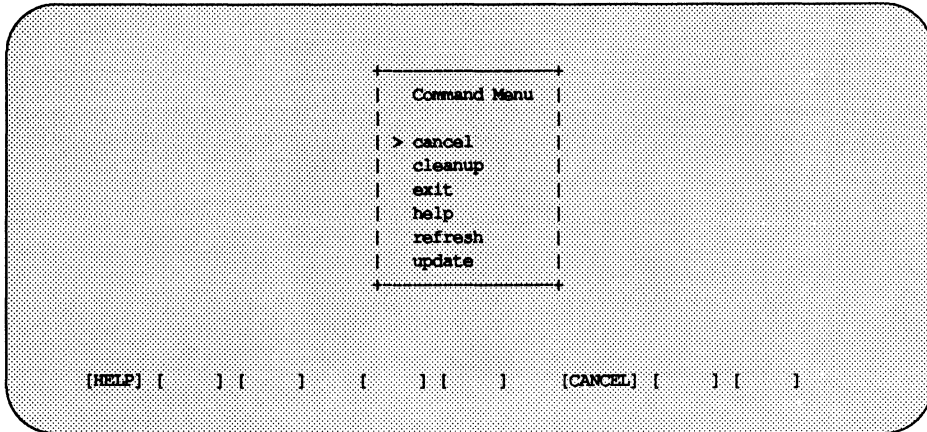 Command Menu
> cancel
cleanup
exit
help
refresh
update
[HELP] [ ] [ ] [ ] [ ] [CANCEL] [ ] [ ]